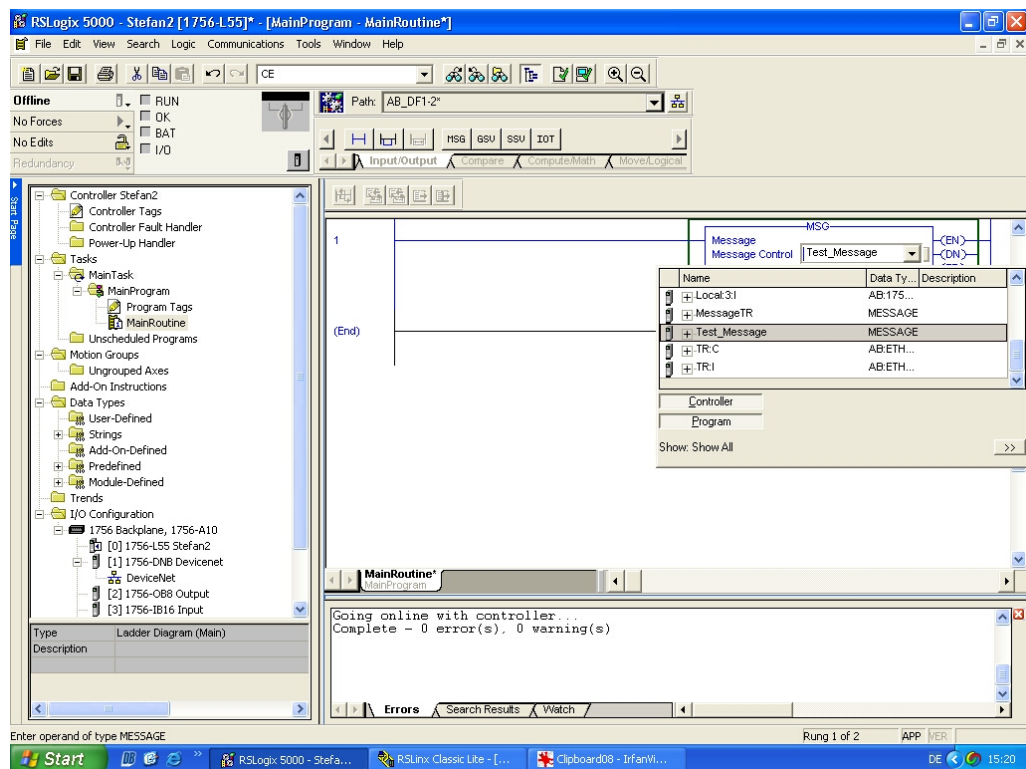 RSLogix 5000 - Stefan2 [1756-L55]* - [MainProgram - MainRoutine*]
File Edit View Search Logic Communications Tools Window Help
CE
Offline
RUN
No Forces
OK
No Edits
BAT
Redundancy
I/O
Path: AB_DF1-2*
MSG GSV SSV IOT
Input/Output Compare Compute/Math Move/Logical
Start Page
Controller Stefan2
Controller Tags
Controller Fault Handler
Power-Up Handler
Tasks
MainTask
MainProgram
Program Tags
MainRoutine
Unscheduled Programs
Motion Groups
Ungrouped Axes
Add-On Instructions
Data Types
User-Defined
Strings
Add-On-Defined
Predefined
Module-Defined
Trends
I/O Configuration
1756 Backplane, 1756-A10
[0] 1756-L55 Stefan2
[1] 1756-DNB Devicenet
DeviceNet
[2] 1756-OB8 Output
[3] 1756-IB16 Input
Type Ladder Diagram (Main)
Description
1
MSG
Message
(EN)
Message Control Test_Message
(DN)
(End)
Name Data Ty... Description
Local:3:I AB:175...
MessageTR MESSAGE
Test_Message MESSAGE
TR:C AB:ETH...
TR:I AB:ETH...
Controller
Program
Show: Show All >>
MainRoutine*
MainProgram
Going online with controller...
Complete - 0 error(s), 0 warning(s)
Errors Search Results Watch
Enter operand of type MESSAGE
Rung 1 of 2 APP VER
Start
»
RSLogix 5000 - Stefa...
RSLinx Classic Lite - [...
Clipboard08 - IrfanVi...
DE
15:20